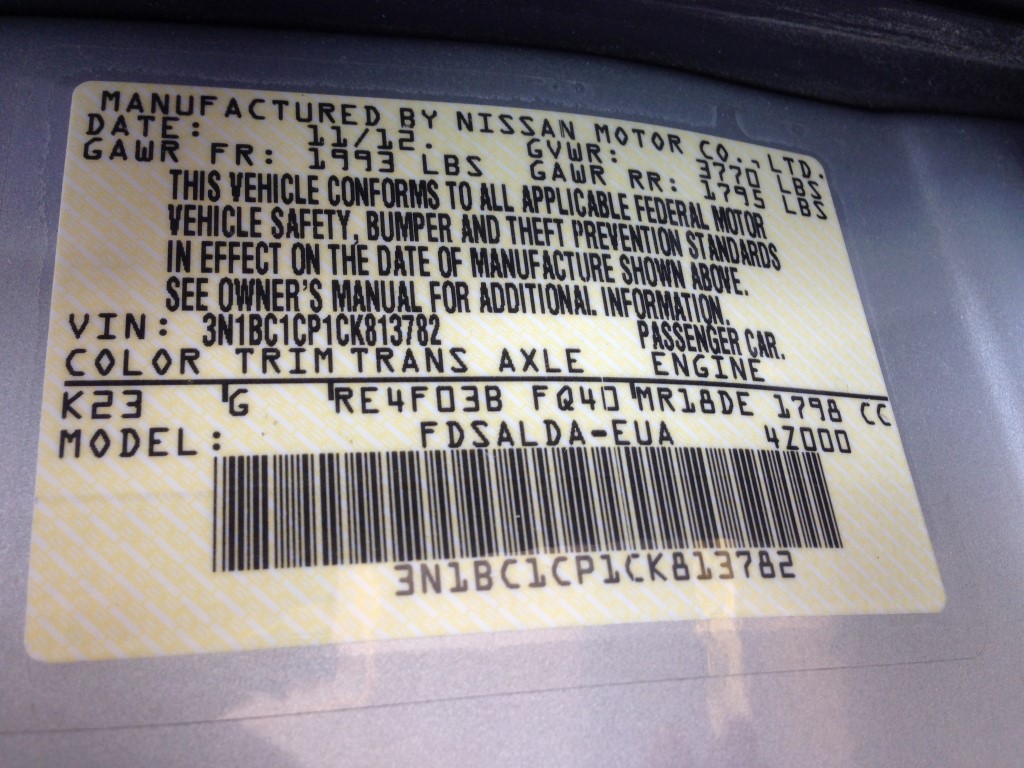 MANUFACTURED BY NISSAN MOTOR CO., LTD.
DATE: 11/12. GVWR: 3770 LBS
GAWR FR: 1993 LBS GAWR RR: 1795 LBS
THIS VEHICLE CONFORMS TO ALL APPLICABLE FEDERAL MOTOR
VEHICLE SAFETY, BUMPER AND THEFT PREVENTION STANDARDS
IN EFFECT ON THE DATE OF MANUFACTURE SHOWN ABOVE.
SEE OWNER'S MANUAL FOR ADDITIONAL INFORMATION.
VIN: 3N1BC1CP1CK813782 PASSENGER CAR.
COLOR TRIM TRANS AXLE ENGINE
K23 G RE4F03B FQ40 MR18DE 1798 CC
MODEL: FDSALDA-EUA 4Z000
3N1BC1CP1CK813782